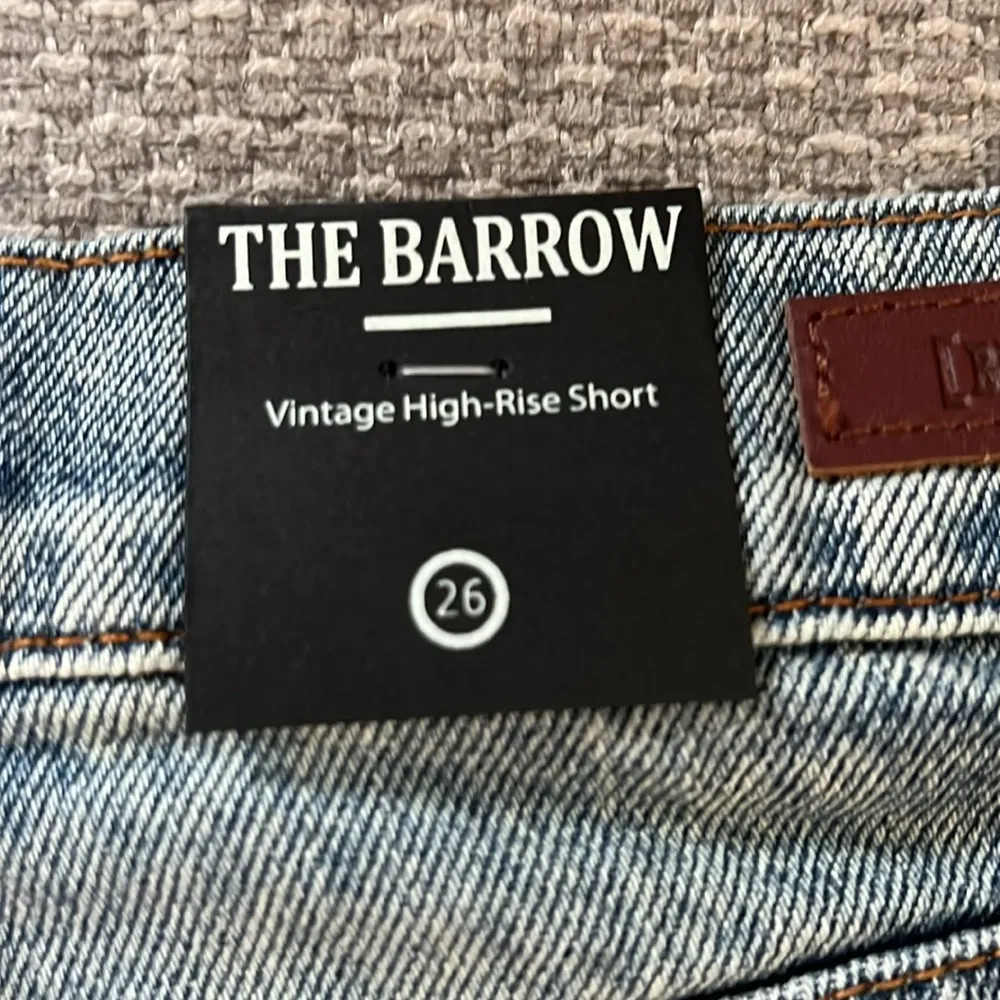 THE BARROW
Vintage High-Rise Short
26